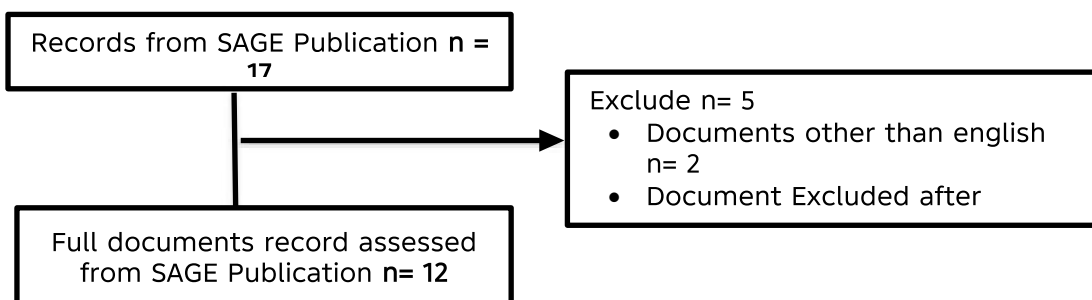 Records from SAGE Publication n =
17
Exclude n= 5
• Documents other than english
n= 2
• Document Excluded after
Full documents record assessed
from SAGE Publication n= 12